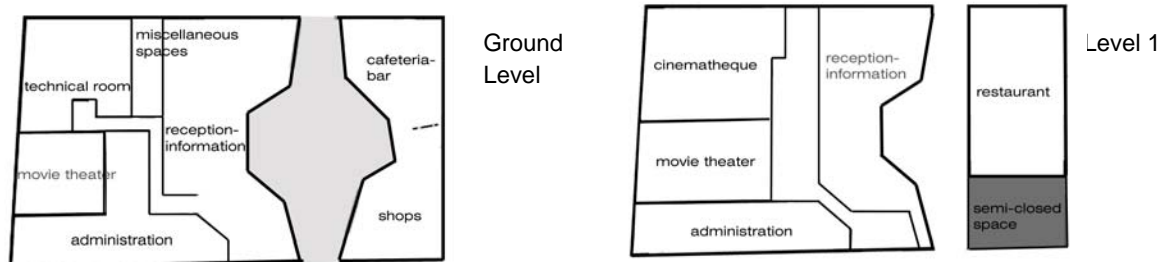 miscellaneous
spaces
technical room
cafeteria-
bar
reception-
information
movie theater
shops
administration
Ground
Level
cinematheque
reception-
information
restaurant
movie theater
semi-closed
space
administration
Level 1